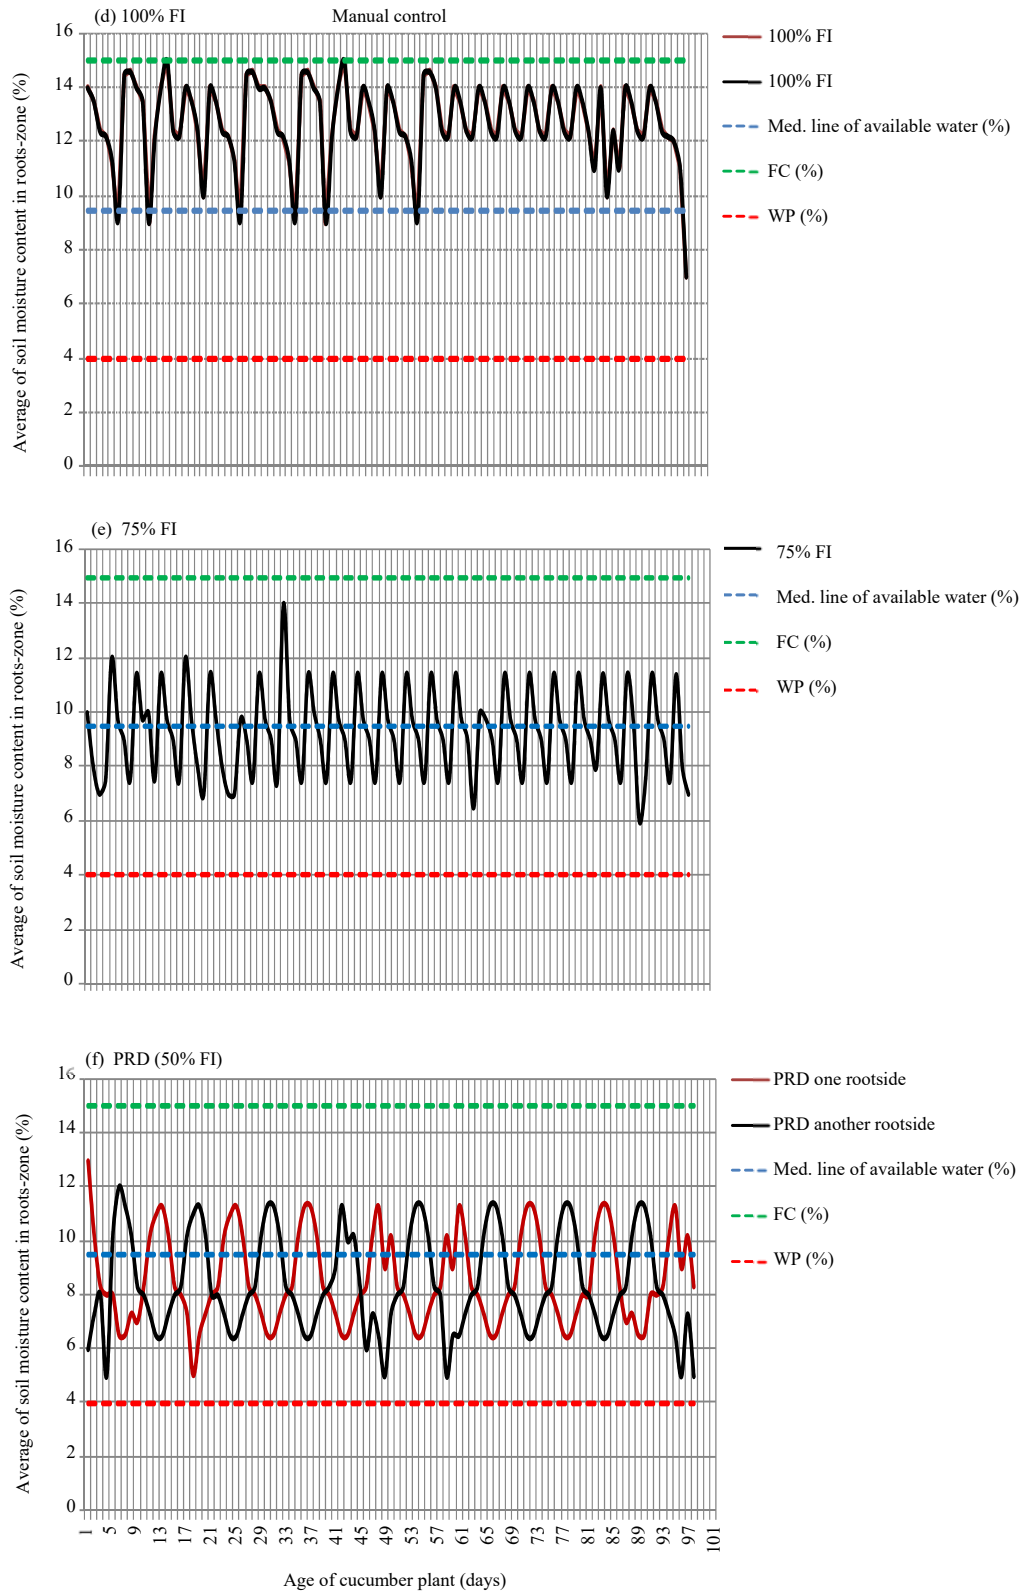 (d) 100% FI
Manual control
16
14
12
10
8
6
4
2
0
Average of soil moisture content in roots-zone (%)
100% FI
100% FI
Med. line of available water (%)
FC (%)
WP (%)
(e) 75% FI
16
14
12
10
8
6
4
2
0
Average of soil moisture content in roots-zone (%)
75% FI
Med. line of available water (%)
FC (%)
WP (%)
(f) PRD (50% FI)
16
14
12
10
8
6
4
2
0
Average of soil moisture content in roots-zone (%)
PRD one rootside
PRD another rootside
Med. line of available water (%)
FC (%)
WP (%)
1 5 9 13 17 21 25 29 33 37 41 45 49 53 57 61 65 69 73 77 81 85 89 93 97 101
Age of cucumber plant (days)